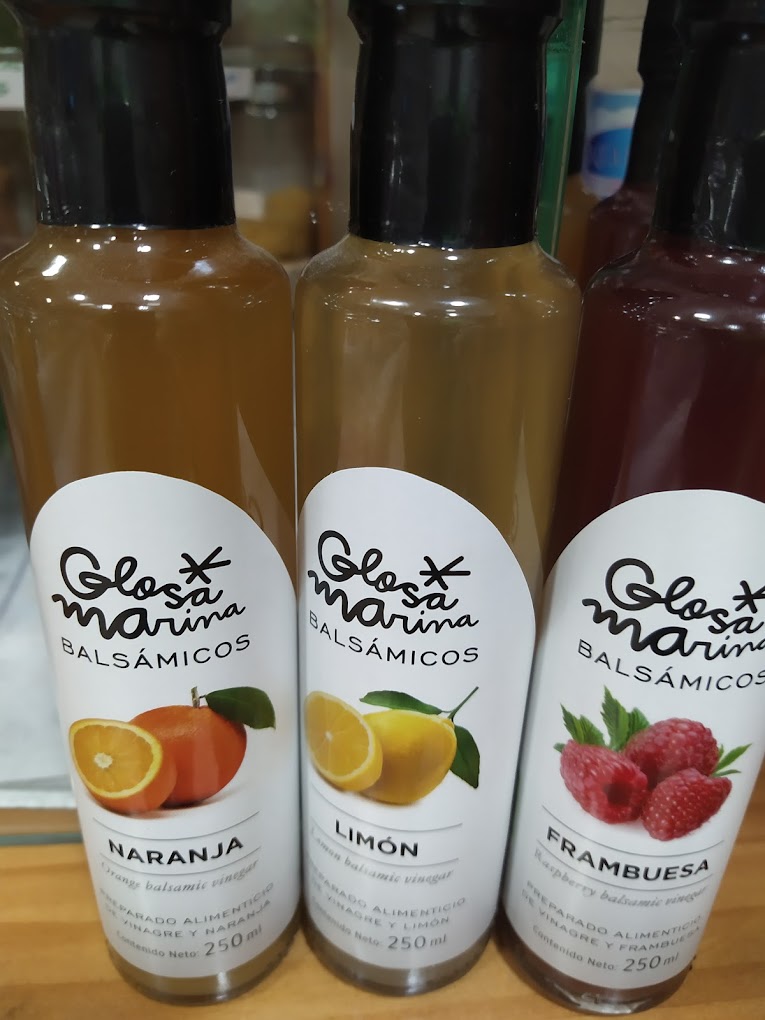 Glosa
marina
BALSÁMICOS
NARANJA
Orange balsamic vinegar
PREPARADO ALIMENTICIO
DE VINAGRE Y NARANJA
Contenido Neto: 250 ml
Glosa
marina
BALSÁMICOS
LIMÓN
Lemon balsamic vinegar
PREPARADO ALIMENTICIO
DE VINAGRE Y LIMÓN
Contenido Neto: 250 ml
Glosa
marina
BALSÁMICOS
FRAMBUESA
Raspberry balsamic vinegar
PREPARADO ALIMENTICIO
DE VINAGRE Y FRAMBUESA
Contenido Neto: 250 ml